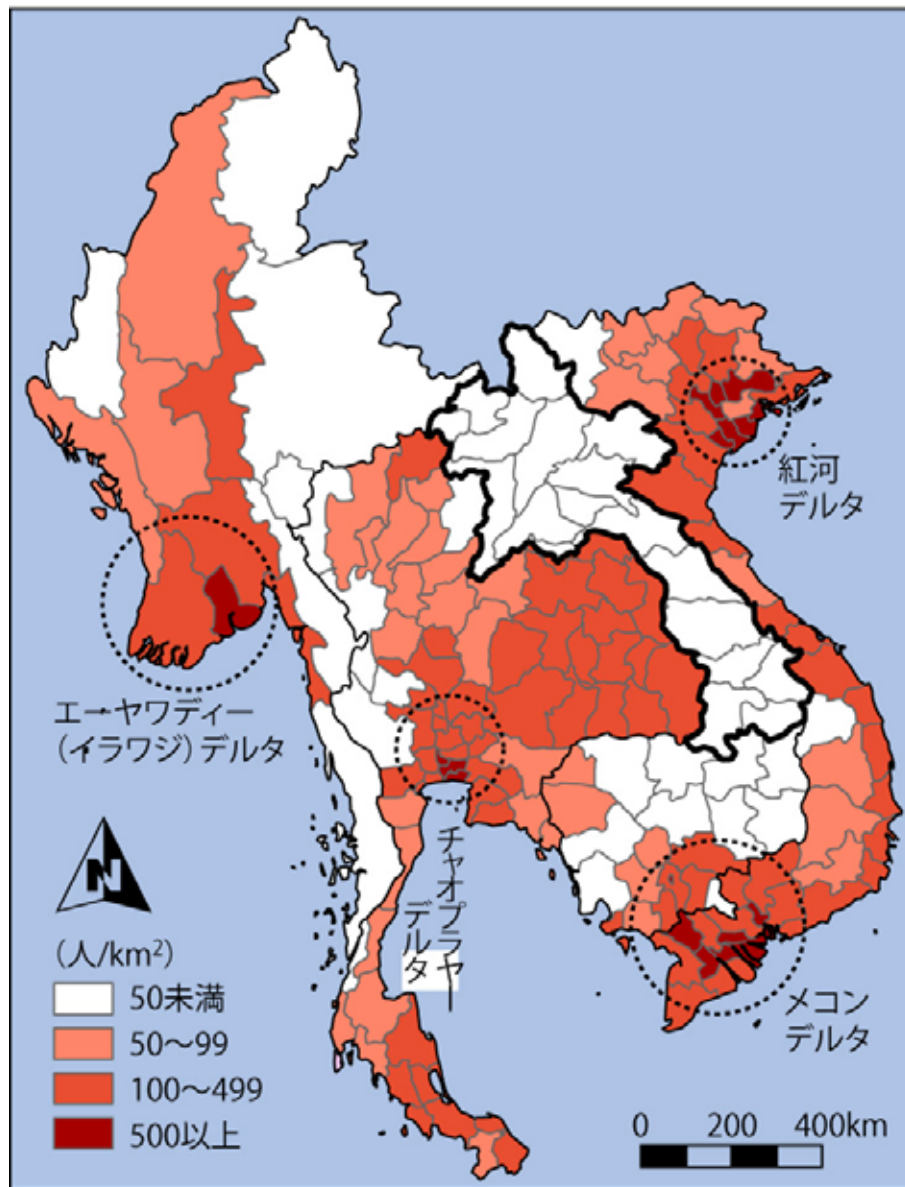 紅河
デルタ
エーヤワディー
（イラワジ）デルタ
チャオプラヤー
デルタ
メコン
デルタ
N
(人/km²)
50未満
50～99
100～499
500以上
0 200 400km